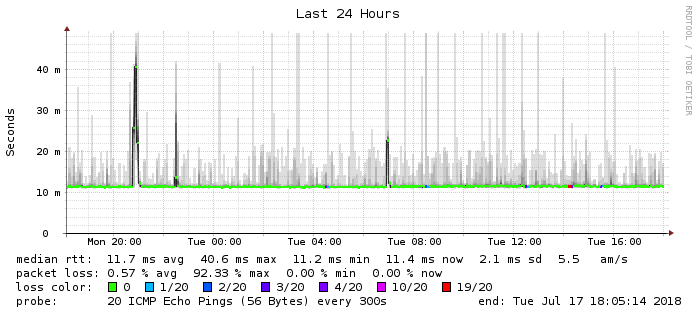 Last 24 Hours
RRDTOOL / TOBI OETIKER
Seconds
40 m
30 m
20 m
10 m
0
Mon 20:00 Tue 00:00 Tue 04:00 Tue 08:00 Tue 12:00 Tue 16:00
median rtt: 11.7 ms avg 40.6 ms max 11.2 ms min 11.4 ms now 2.1 ms sd 5.5 am/s
packet loss: 0.57 % avg 92.33 % max 0.00 % min 0.00 % now
loss color: 0 1/20 2/20 3/20 4/20 10/20 19/20
probe: 20 ICMP Echo Pings (56 Bytes) every 300s end: Tue Jul 17 18:05:14 2018